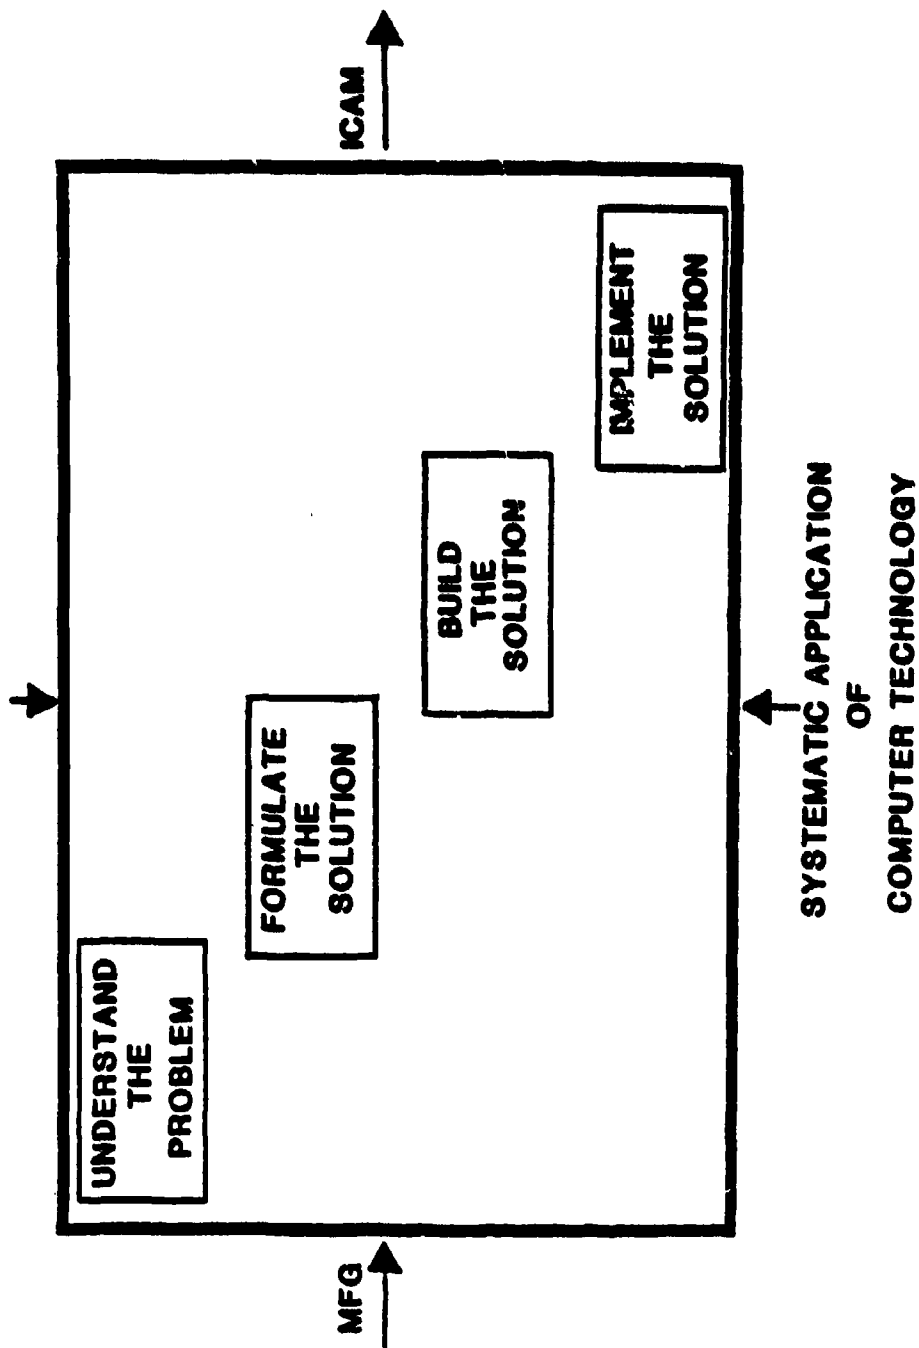 MFG
UNDERSTAND
THE
PROBLEM
FORMULATE
THE
SOLUTION
BUILD
THE
SOLUTION
IMPLEMENT
THE
SOLUTION
ICAM
SYSTEMATIC APPLICATION
OF
COMPUTER TECHNOLOGY